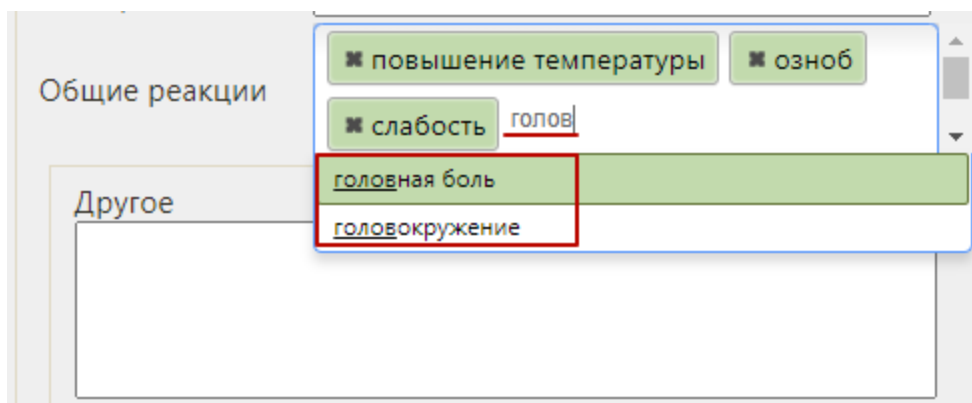 повышение температуры озноб
Общие реакции
слабость голов
головная боль
головокружение
Другое